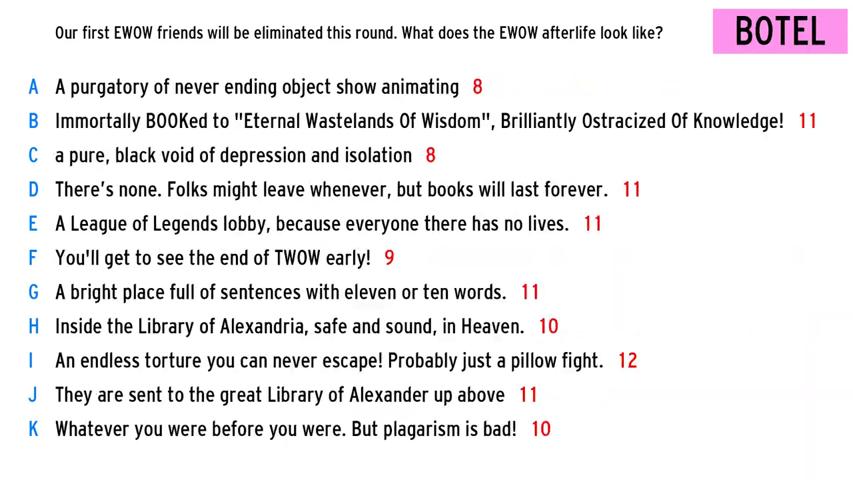 Our first EWOW friends will be eliminated this round. What does the EWOW afterlife look like?
BOTEL
A A purgatory of never ending object show animating 8
B Immortally BOOKed to "Eternal Wastelands Of Wisdom", Brilliantly Ostracized Of Knowledge! 11
C a pure, black void of depression and isolation 8
D There's none. Folks might leave whenever, but books will last forever. 11
E A League of Legends lobby, because everyone there has no lives. 11
F You'll get to see the end of TWOW early! 9
G A bright place full of sentences with eleven or ten words. 11
H Inside the Library of Alexandria, safe and sound, in Heaven. 10
I An endless torture you can never escape! Probably just a pillow fight. 12
J They are sent to the great Library of Alexander up above 11
K Whatever you were before you were. But plagarism is bad! 10